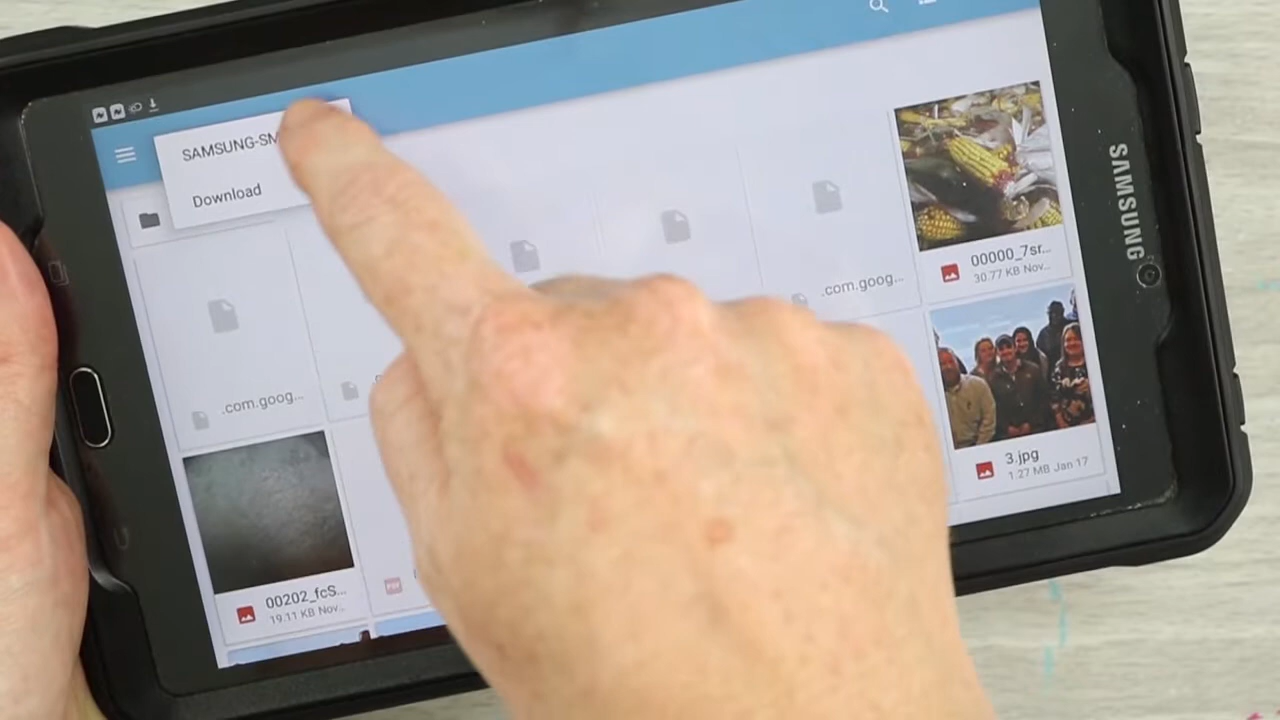 SAMSUNG-SM
Download
.com.goog...
.com.goog...
00000_7sr...
30.77 KB Nov...
00202_fcS...
19.11 KB Nov...
3.jpg
1.27 MB Jan 17
SAMSUNG